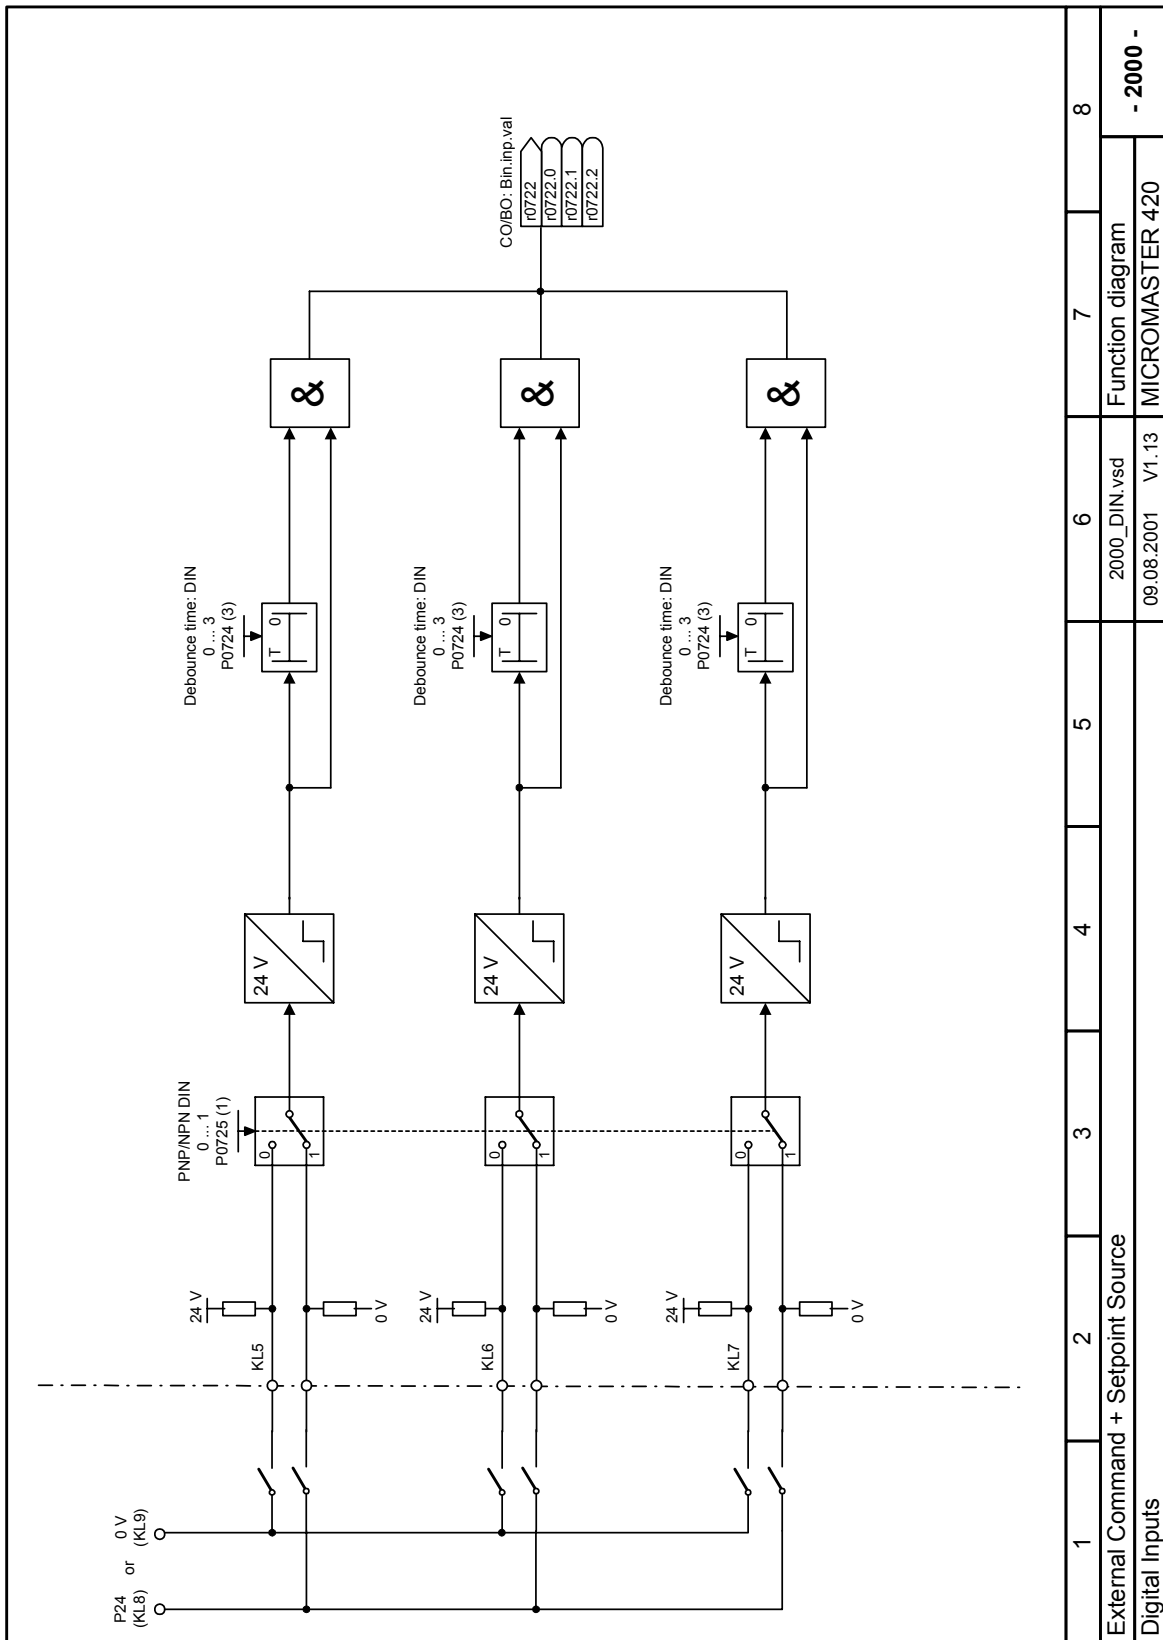 P24
(KL8)
or
0 V
(KL9)
24 V
KL5
0 V
PNP/NPN DIN
0 ... 1
P0725 (1)
0
1
24 V
Debounce time: DIN
0 ... 3
P0724 (3)
T 0
&
24 V
KL6
0 V
0
1
24 V
Debounce time: DIN
0 ... 3
P0724 (3)
T 0
&
CO/BO: Bin.inp.val
r0722
r0722.0
r0722.1
r0722.2
24 V
KL7
0 V
0
1
24 V
Debounce time: DIN
0 ... 3
P0724 (3)
T 0
&
1 2 3 4 5 6 7 8
External Command + Setpoint Source
2000_DIN.vsd
Function diagram
- 2000 -
Digital Inputs
09.08.2001 V1.13
MICROMASTER 420